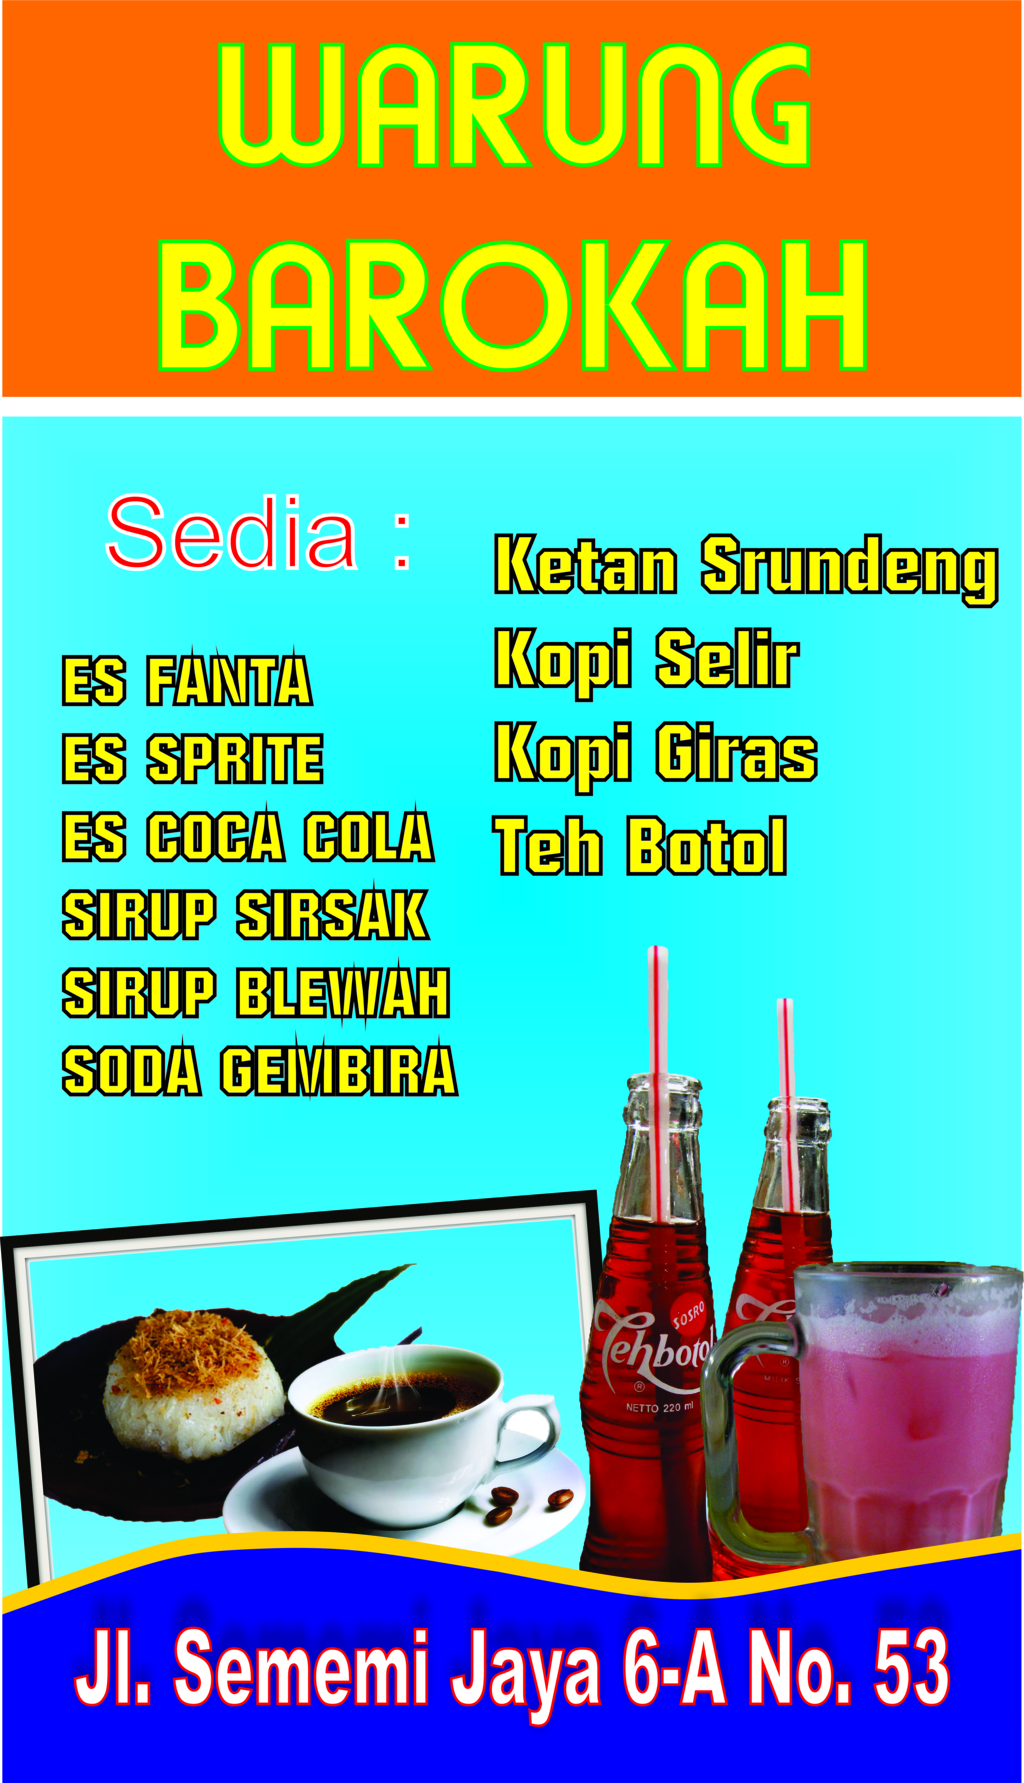 WARUNG
BAROKAH
Sedia :
ES FANTA
ES SPRITE
ES COCA COLA
SIRUP SIRSAK
SIRUP BLEWAH
SODA GEMBIRA
Ketan Srundeng
Kopi Selir
Kopi Giras
Teh Botol
SOSRO
Tehbotol
®
NETTO 220 ml
Jl. Sememi Jaya 6-A No. 53